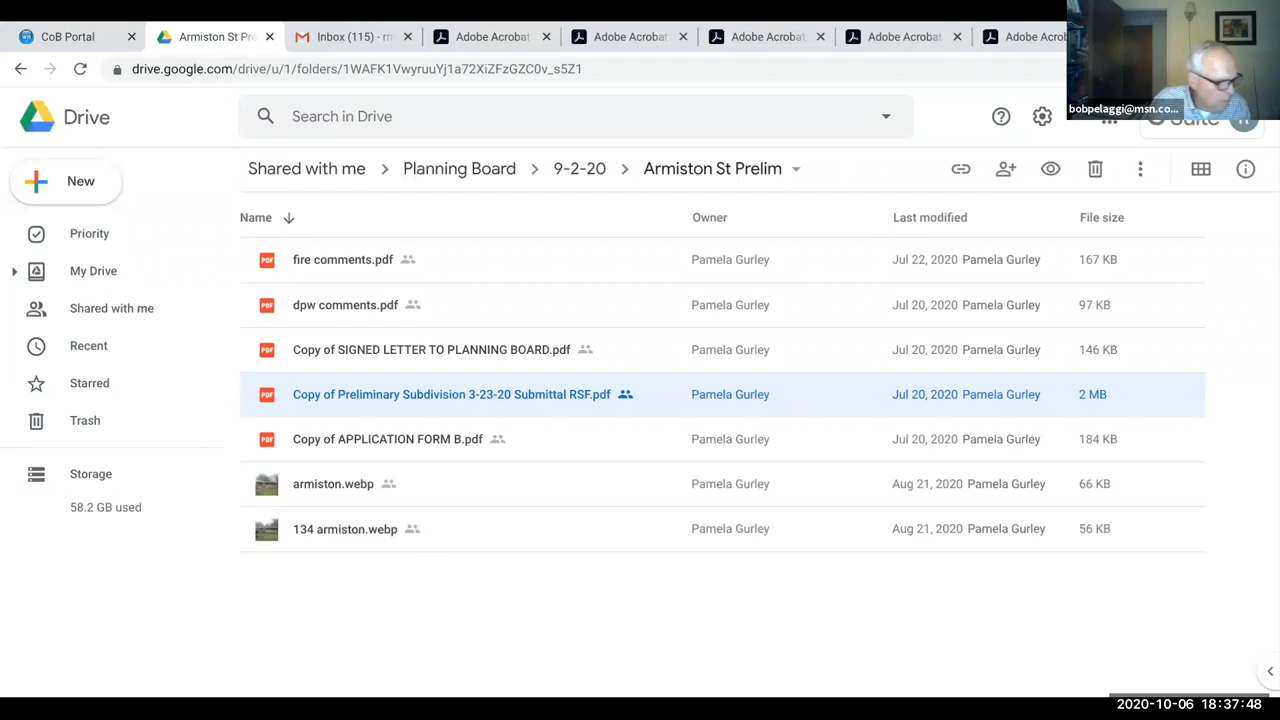 CoB Portal
Armiston St Pre
Inbox (115) - r
Adobe Acrobat
Adobe Acrobat
Adobe Acrobat
Adobe Acrobat
Adobe Acro
drive.google.com/drive/u/1/folders/1WAEK1VwyruuYj1a72XiZFzGZC0v_s5Z1
bobpelaggi@msn.co...
Drive
Search in Drive
Suite
Shared with me > Planning Board > 9-2-20 > Armiston St Prelim
New
Name Owner Last modified File size
Priority
My Drive
Shared with me
Recent
Starred
Trash
Storage
58.2 GB used
fire comments.pdf Pamela Gurley Jul 22, 2020 Pamela Gurley 167 KB
dpw comments.pdf Pamela Gurley Jul 20, 2020 Pamela Gurley 97 KB
Copy of SIGNED LETTER TO PLANNING BOARD.pdf Pamela Gurley Jul 20, 2020 Pamela Gurley 146 KB
Copy of Preliminary Subdivision 3-23-20 Submittal RSF.pdf Pamela Gurley Jul 20, 2020 Pamela Gurley 2 MB
Copy of APPLICATION FORM B.pdf Pamela Gurley Jul 20, 2020 Pamela Gurley 184 KB
armiston.webp Pamela Gurley Aug 21, 2020 Pamela Gurley 66 KB
134 armiston.webp Pamela Gurley Aug 21, 2020 Pamela Gurley 56 KB
2020-10-06 18:37:48